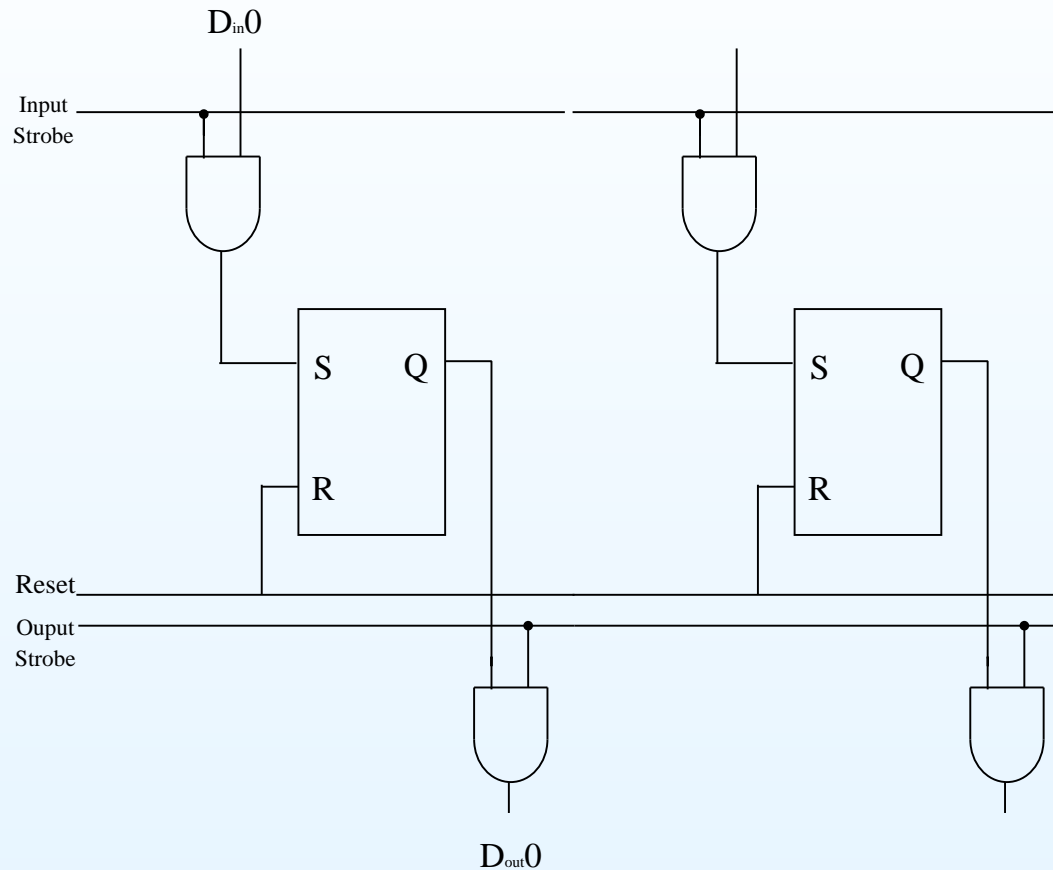 Din0
Input
Strobe
S Q S Q
R R
Reset
Ouput
Strobe
Dout0